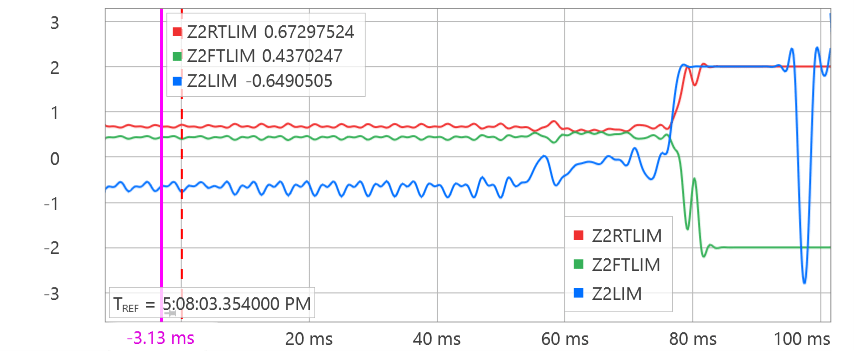 3
2
1
0
-1
-2
-3
Z2RTLIM 0.67297524
Z2FTLIM 0.4370247
Z2LIM -0.6490505
Z2RTLIM
Z2FTLIM
Z2LIM
TREF = 5:08:03.354000 PM
-3.13 ms
20 ms
40 ms
60 ms
80 ms
100 ms